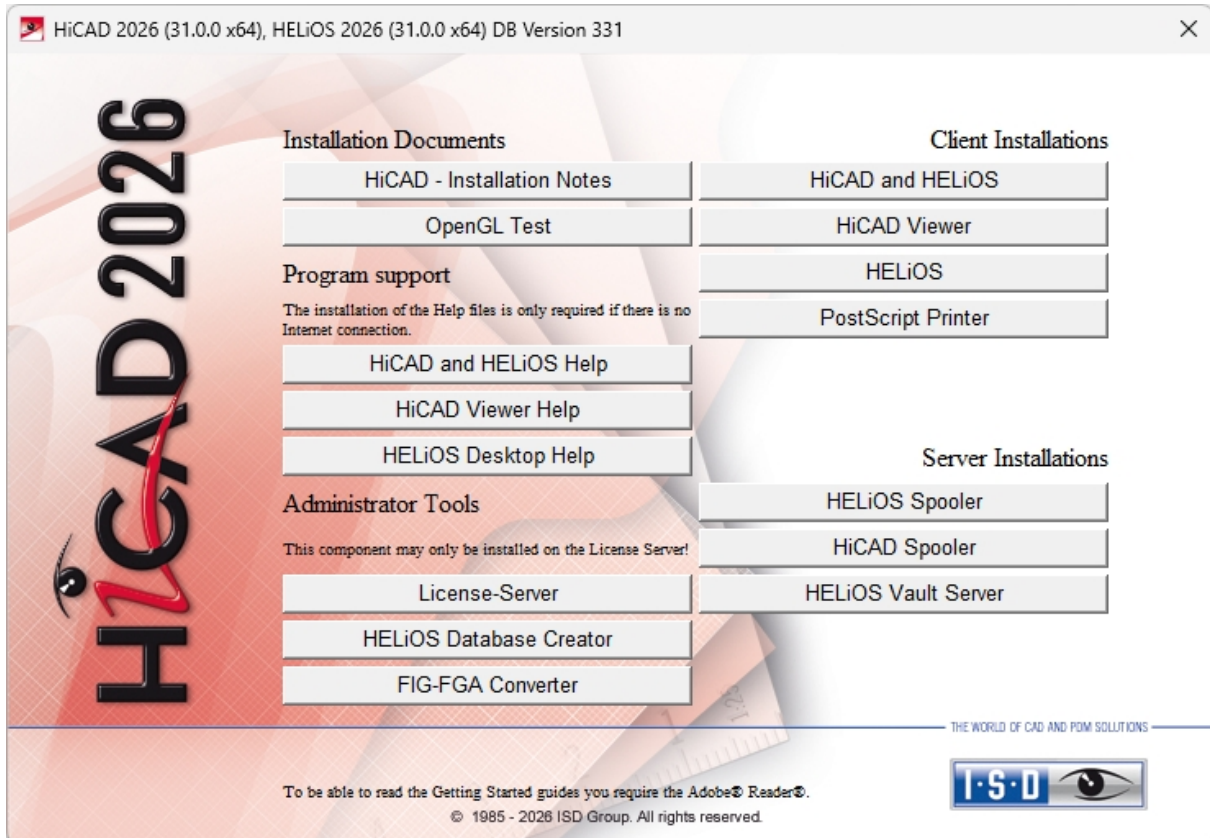 HiCAD 2026 (31.0.0 x64), HELiOS 2026 (31.0.0 x64) DB Version 331
HiCAD 2026
Installation Documents
HiCAD - Installation Notes
OpenGL Test
Program support
The installation of the Help files is only required if there is no
Internet connection.
HiCAD and HELiOS Help
HiCAD Viewer Help
HELiOS Desktop Help
Administrator Tools
This component may only be installed on the License Server!
License-Server
HELiOS Database Creator
FIG-FGA Converter
Client Installations
HiCAD and HELiOS
HiCAD Viewer
HELiOS
PostScript Printer
Server Installations
HELiOS Spooler
HiCAD Spooler
HELiOS Vault Server
THE WORLD OF CAD AND PDM SOLUTIONS
I·S·D
To be able to read the Getting Started guides you require the Adobe® Reader®.
© 1985 - 2026 ISD Group. All rights reserved.